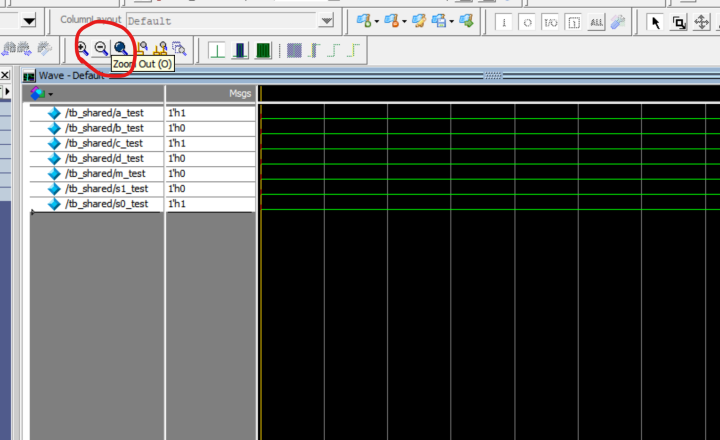 ColumnLayout Default
Zoom Out (O)
Wave - Default
Msgs
/tb_shared/a_test 1'h1
/tb_shared/b_test 1'h0
/tb_shared/c_test 1'h1
/tb_shared/d_test 1'h0
/tb_shared/m_test 1'h0
/tb_shared/s1_test 1'h0
/tb_shared/s0_test 1'h1